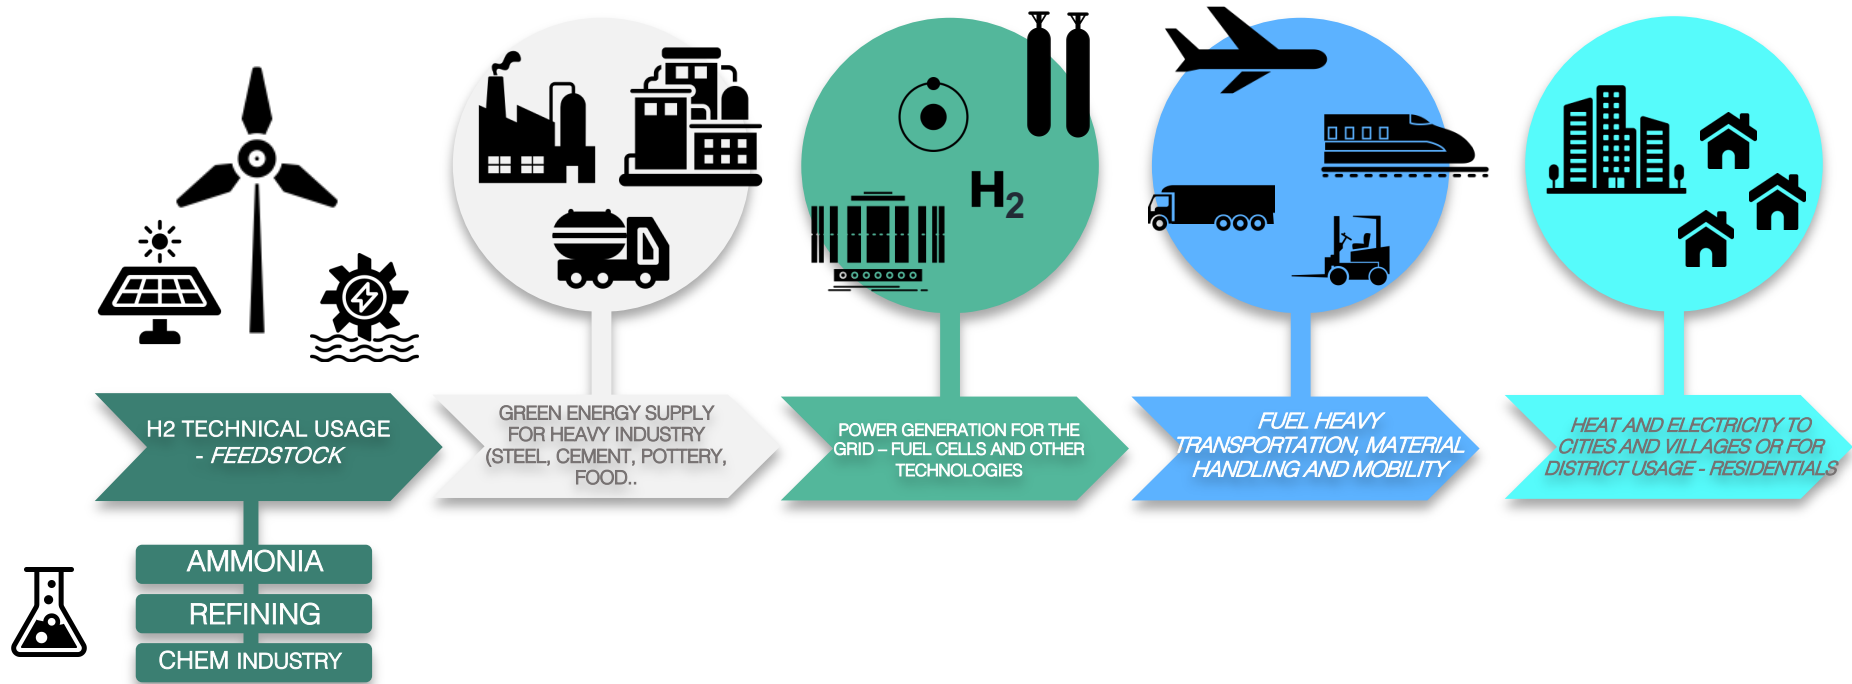 H2
H2 TECHNICAL USAGE
- FEEDSTOCK
GREEN ENERGY SUPPLY
FOR HEAVY INDUSTRY
(STEEL, CEMENT, POTTERY,
FOOD..
POWER GENERATION FOR THE
GRID – FUEL CELLS AND OTHER
TECHNOLOGIES
FUEL HEAVY
TRANSPORTATION, MATERIAL
HANDLING AND MOBILITY
HEAT AND ELECTRICITY TO
CITIES AND VILLAGES OR FOR
DISTRICT USAGE - RESIDENTIALS
AMMONIA
REFINING
CHEM INDUSTRY